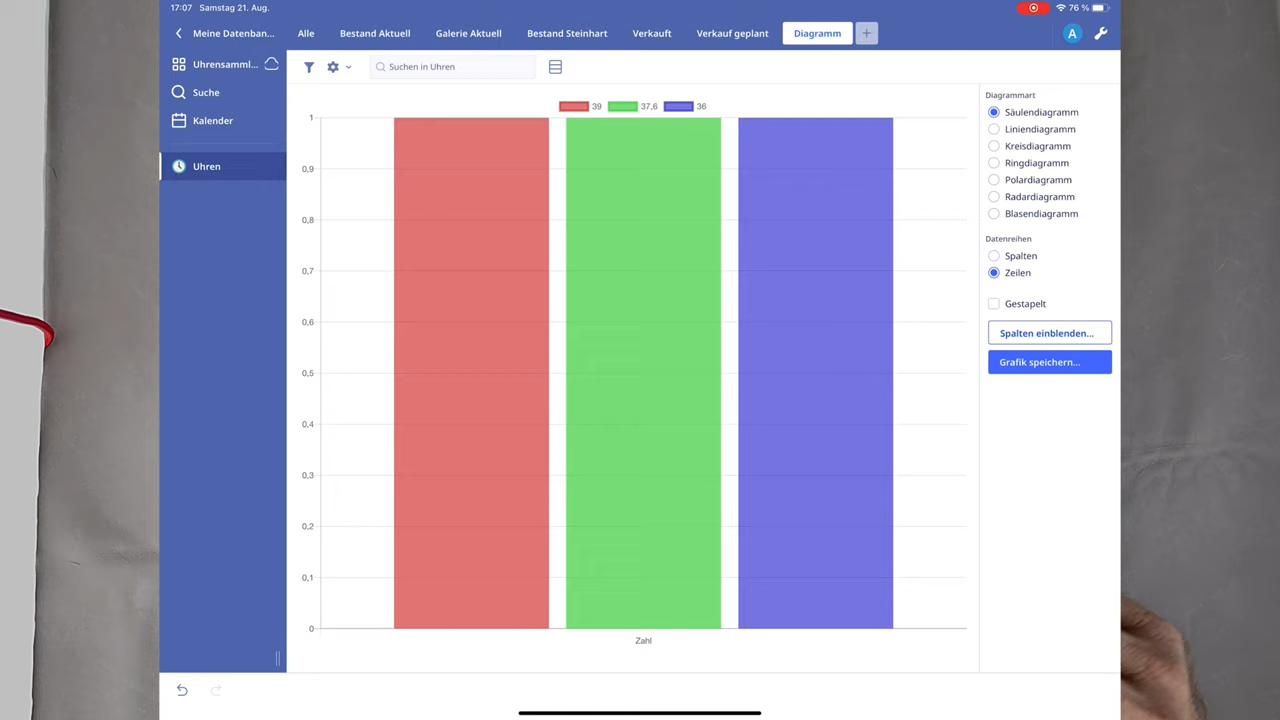 17:07 Samstag 21. Aug.
76 %
Meine Datenban...
Alle
Bestand Aktuell
Galerie Aktuell
Bestand Steinhart
Verkauft
Verkauf geplant
Diagramm
+
A
Uhrensamml...
Suche
Kalender
Uhren
Suchen in Uhren
39
37,6
36
1
0,9
0,8
0,7
0,6
0,5
0,4
0,3
0,2
0,1
0
Zahl
Diagrammart
Säulendiagramm
Liniendiagramm
Kreisdiagramm
Ringdiagramm
Polardiagramm
Radardiagramm
Blasendiagramm
Datenreihen
Spalten
Zeilen
Gestapelt
Spalten einblenden...
Grafik speichern...